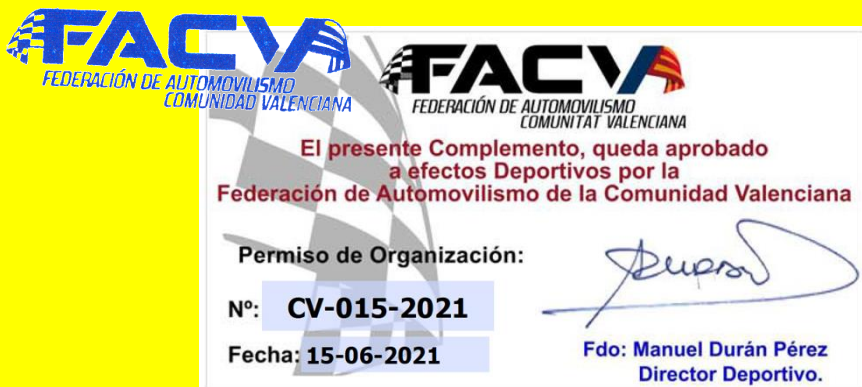 FACVA
FEDERACIÓN DE AUTOMOVILISMO
COMUNIDAD VALENCIANA
FACVA
FEDERACIÓN DE AUTOMOVILISMO
COMUNITAT VALENCIANA
El presente Complemento, queda aprobado
a efectos Deportivos por la
Federación de Automovilismo de la Comunidad Valenciana
Permiso de Organización:
Nº: CV-015-2021
Fecha: 15-06-2021
Fdo: Manuel Durán Pérez
Director Deportivo.